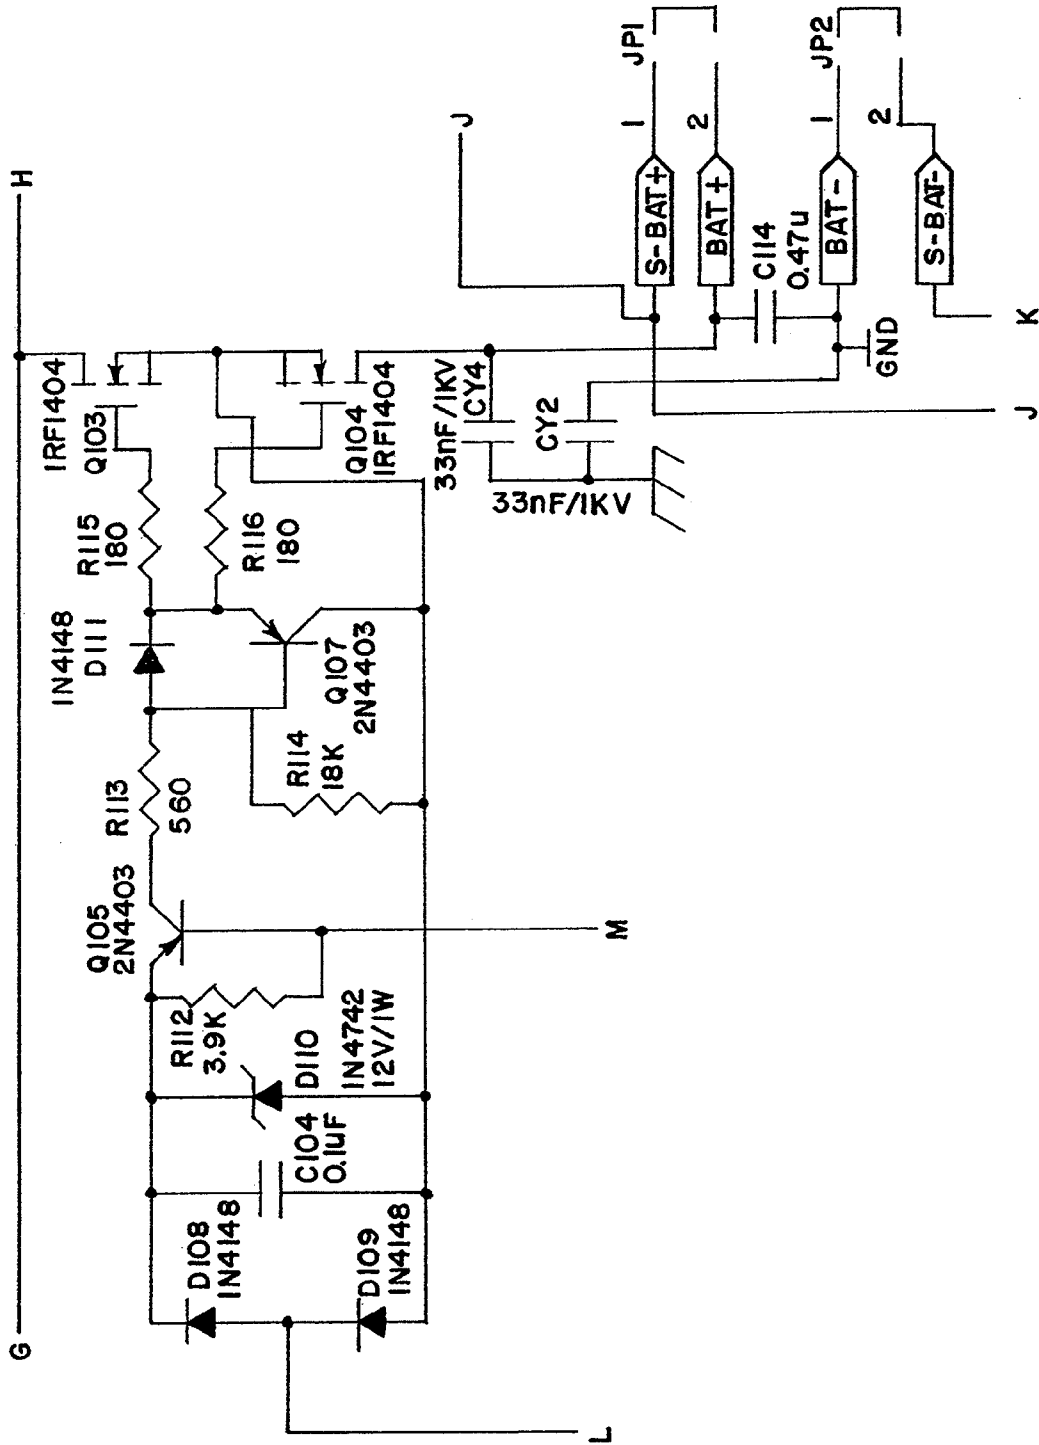 G
H
IRF1404
Q103
R115
180
1N4148
D111
R113
560
Q105
2N4403
R112
3.9K
D110
1N4742
12V/1W
C104
0.1uF
D108
1N4148
D109
1N4148
L
M
R114
18K
Q107
2N4403
R116
180
Q104
IRF1404
33nF/1KV
CY4
CY2
33nF/1KV
J
S-BAT+
1
JP1
BAT+
2
C114
0.47u
BAT-
1
JP2
S-BAT-
2
GND
J
K